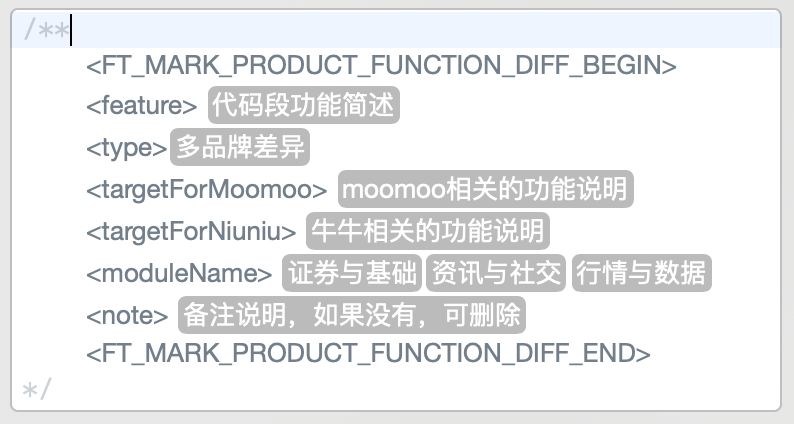 /**
<FT_MARK_PRODUCT_FUNCTION_DIFF_BEGIN>
<feature> 代码段功能简述
<type> 多品牌差异
<targetForMoomoo> moomoo相关的功能说明
<targetForNiuniu> 牛牛相关的功能说明
<moduleName> 证券与基础 资讯与社交 行情与数据
<note> 备注说明，如果没有，可删除
<FT_MARK_PRODUCT_FUNCTION_DIFF_END>
*/